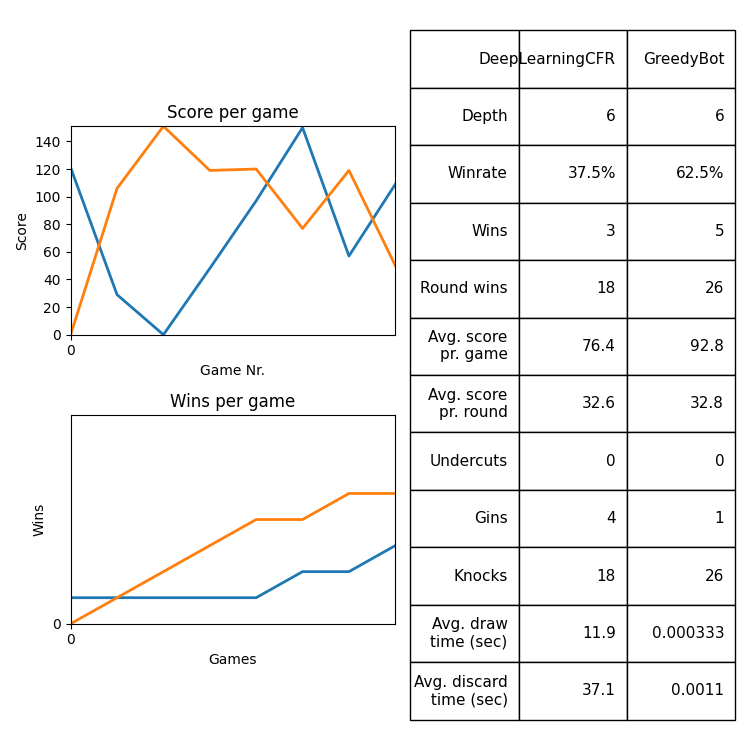 Score per game
Score
140
120
100
80
60
40
20
0
0
Game Nr.
Wins per game
Wins
0
0
Games
DeepLearningCFR GreedyBot
Depth 6 6
Winrate 37.5% 62.5%
Wins 3 5
Round wins 18 26
Avg. score
pr. game 76.4 92.8
Avg. score
pr. round 32.6 32.8
Undercuts 0 0
Gins 4 1
Knocks 18 26
Avg. draw
time (sec) 11.9 0.000333
Avg. discard
time (sec) 37.1 0.0011